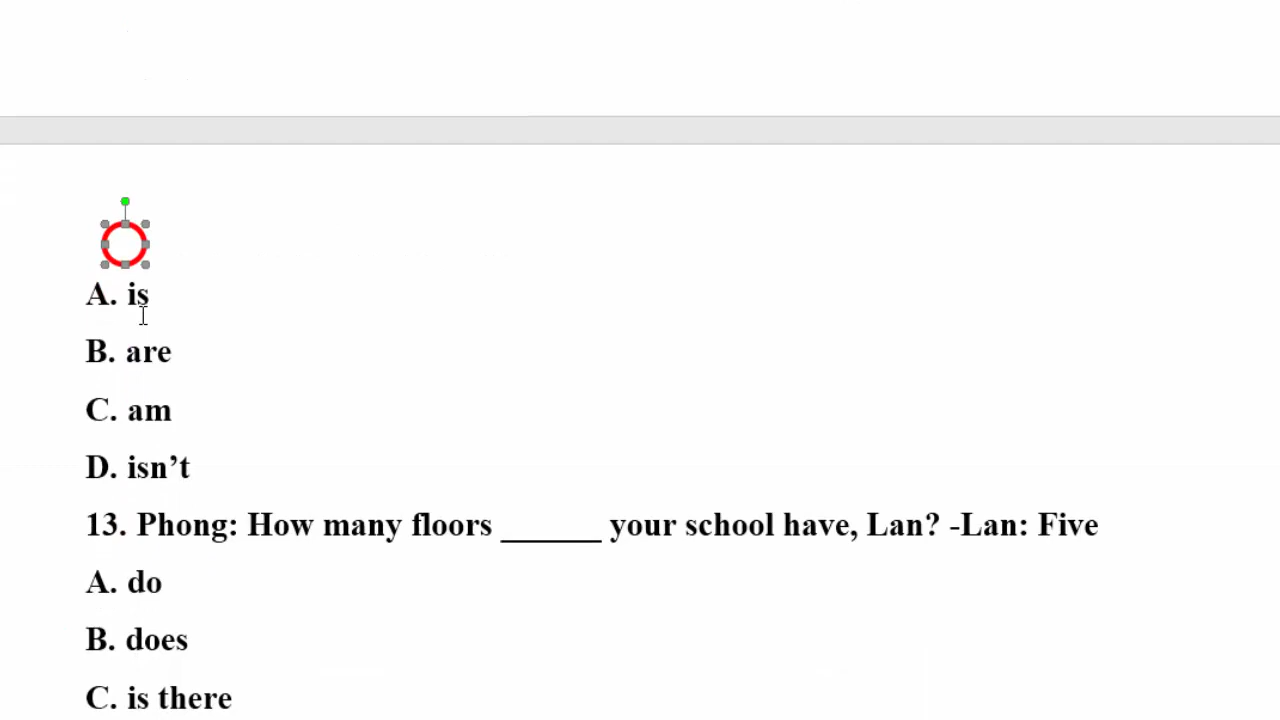 A. is
B. are
C. am
D. isn’t
13. Phong: How many floors ______ your school have, Lan? -Lan: Five
A. do
B. does
C. is there